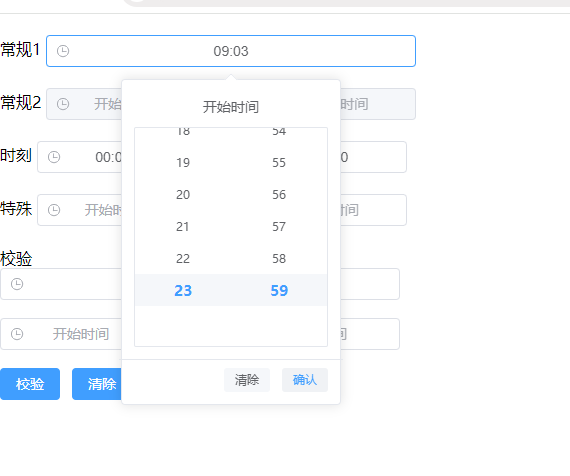 常规1 09:03
常规2 开始 时间
开始时间
18 54
时刻 00:0 0
19 55
20 56
特殊 开始时 时间
21 57
22 58
校验
23 59
开始时间 间
清除 确认
校验 清除